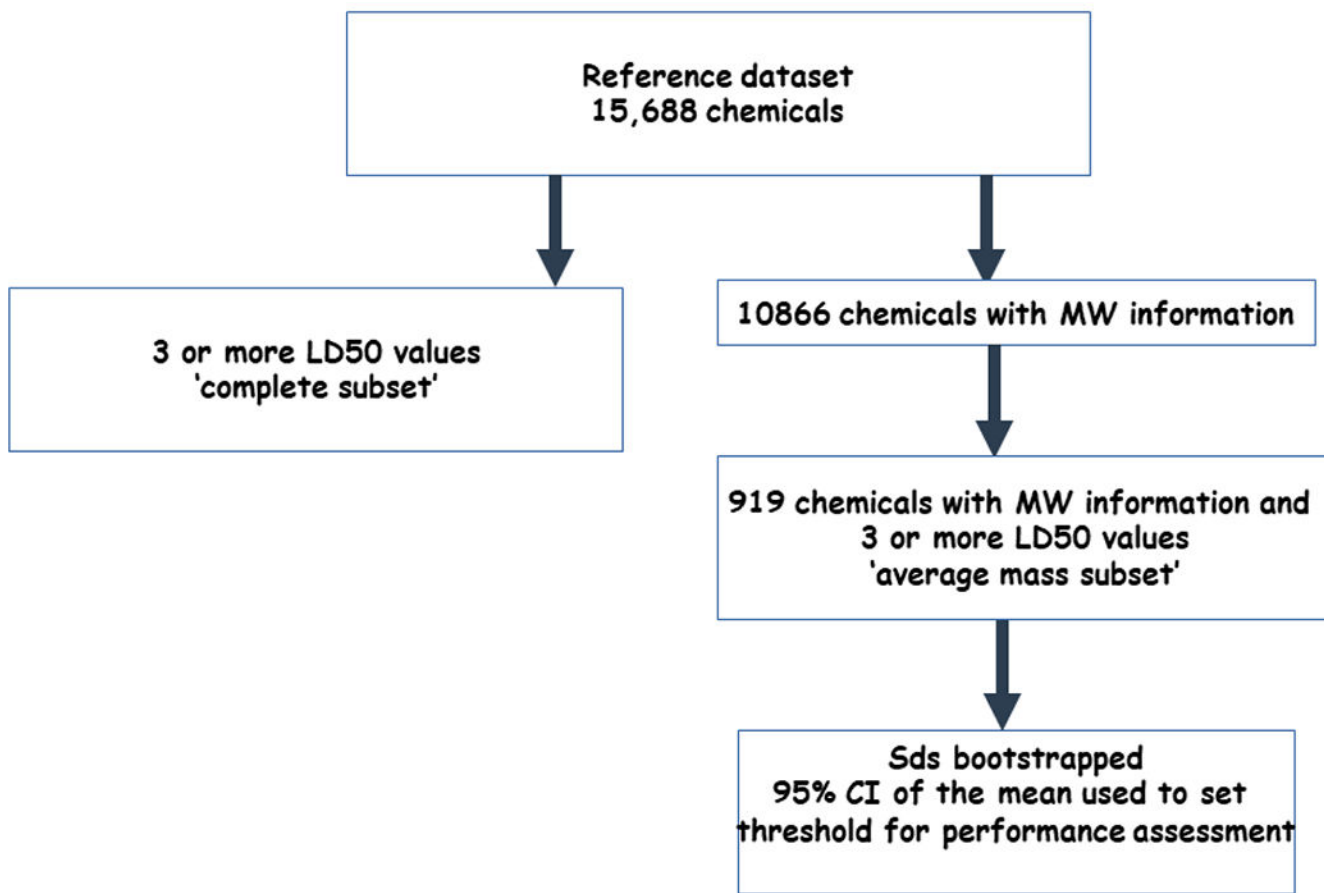 Reference dataset
15,688 chemicals
3 or more LD50 values
‘complete subset’
10866 chemicals with MW information
919 chemicals with MW information and
3 or more LD50 values
‘average mass subset’
Sds bootstrapped
95% CI of the mean used to set
threshold for performance assessment